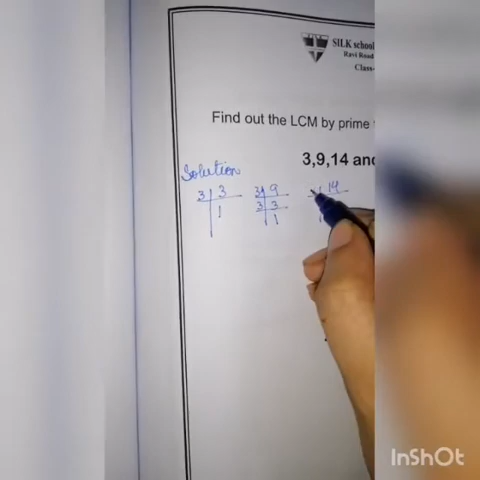 SILK school
Ravi Road
Class-
Find out the LCM by prime
3,9,14 and
Solution
3 3 3 9 14
1 3 3
1
InShOt